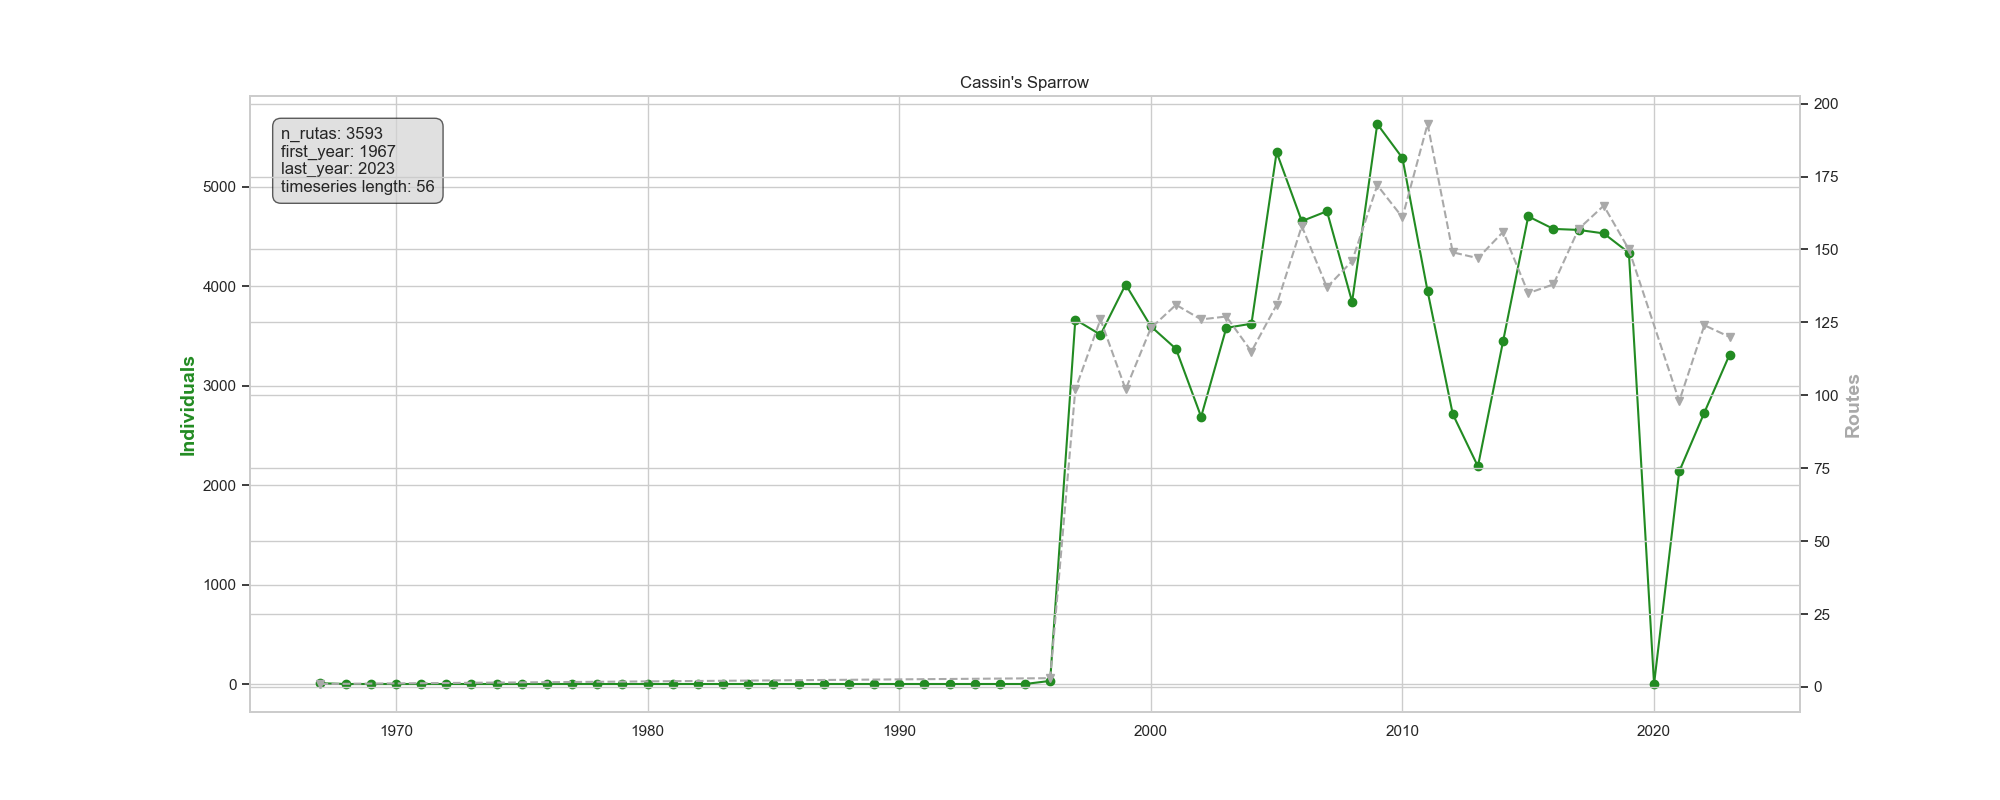 Cassin's Sparrow
n_rutas: 3593
first_year: 1967
last_year: 2023
timeseries length: 56
Individuals
5000
4000
3000
2000
1000
0
200
175
150
125
100
75
50
25
0
Routes
1970 1980 1990 2000 2010 2020